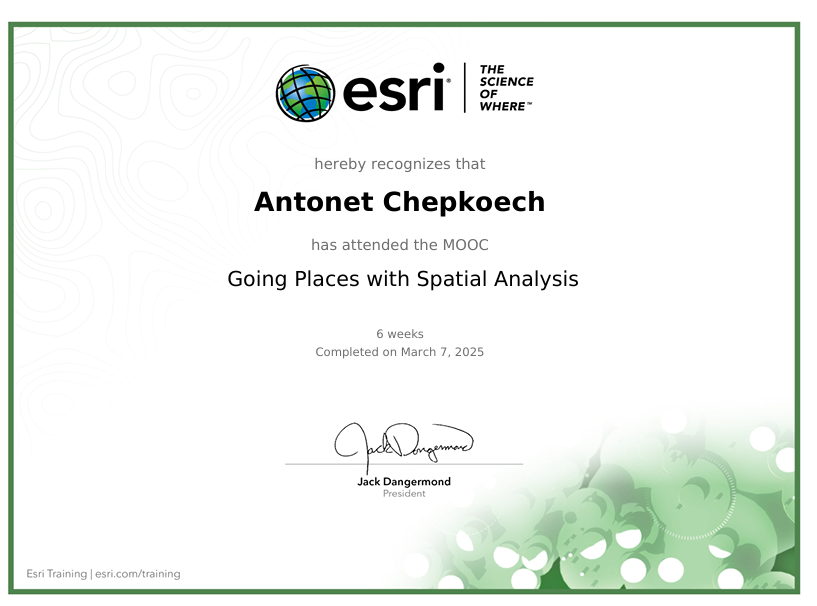 esri®
THE
SCIENCE
OF
WHERE™
hereby recognizes that
Antonet Chepkoech
has attended the MOOC
Going Places with Spatial Analysis
6 weeks
Completed on March 7, 2025
Jack Dangermond
Jack Dangermond
President
Esri Training | esri.com/training